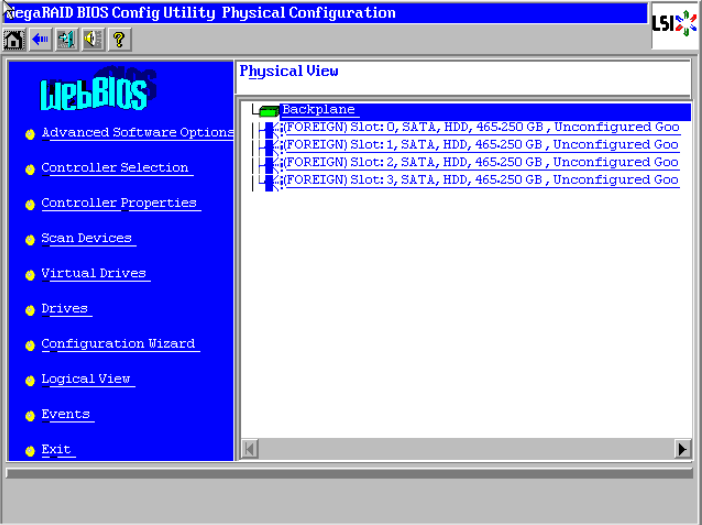 MegaRAID BIOS Config Utility Physical Configuration
LSI
WebBIOS
Advanced Software Options
Controller Selection
Controller Properties
Scan Devices
Virtual Drives
Drives
Configuration Wizard
Logical View
Events
Exit
Physical View
Backplane
(FOREIGN) Slot: 0, SATA, HDD, 465.250 GB, Unconfigured Goo
(FOREIGN) Slot: 1, SATA, HDD, 465.250 GB, Unconfigured Goo
(FOREIGN) Slot: 2, SATA, HDD, 465.250 GB, Unconfigured Goo
(FOREIGN) Slot: 3, SATA, HDD, 465.250 GB, Unconfigured Goo